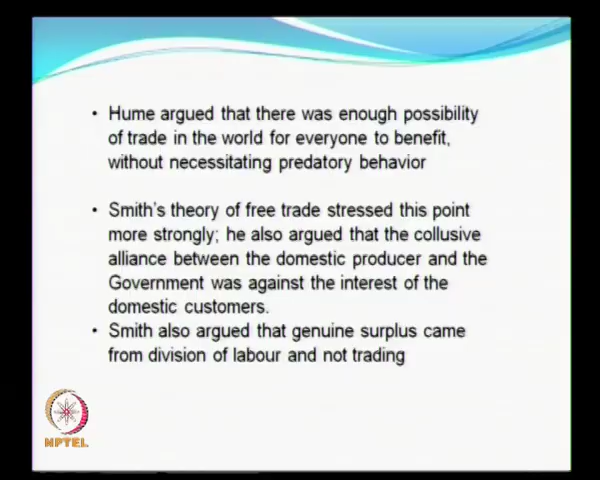 • Hume argued that there was enough possibility
of trade in the world for everyone to benefit,
without necessitating predatory behavior
• Smith's theory of free trade stressed this point
more strongly; he also argued that the collusive
alliance between the domestic producer and the
Government was against the interest of the
domestic customers.
• Smith also argued that genuine surplus came
from division of labour and not trading
NPTEL